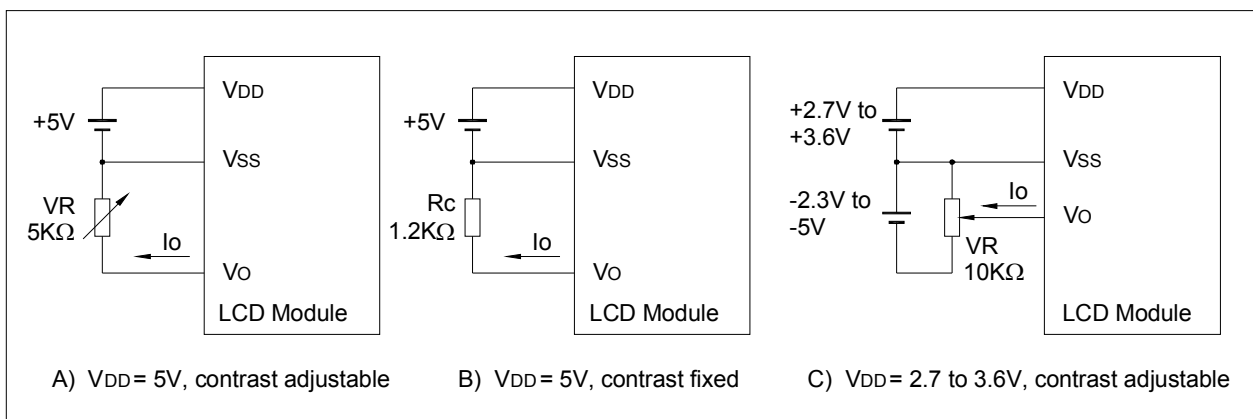 VDD
+5V
VSS
VR
5KΩ
Io
VO
LCD Module
A) VDD = 5V, contrast adjustable
VDD
+5V
VSS
Rc
1.2KΩ
Io
VO
LCD Module
B) VDD = 5V, contrast fixed
VDD
+2.7V to
+3.6V
VSS
Io
VO
-2.3V to
-5V
VR
10KΩ
LCD Module
C) VDD = 2.7 to 3.6V, contrast adjustable